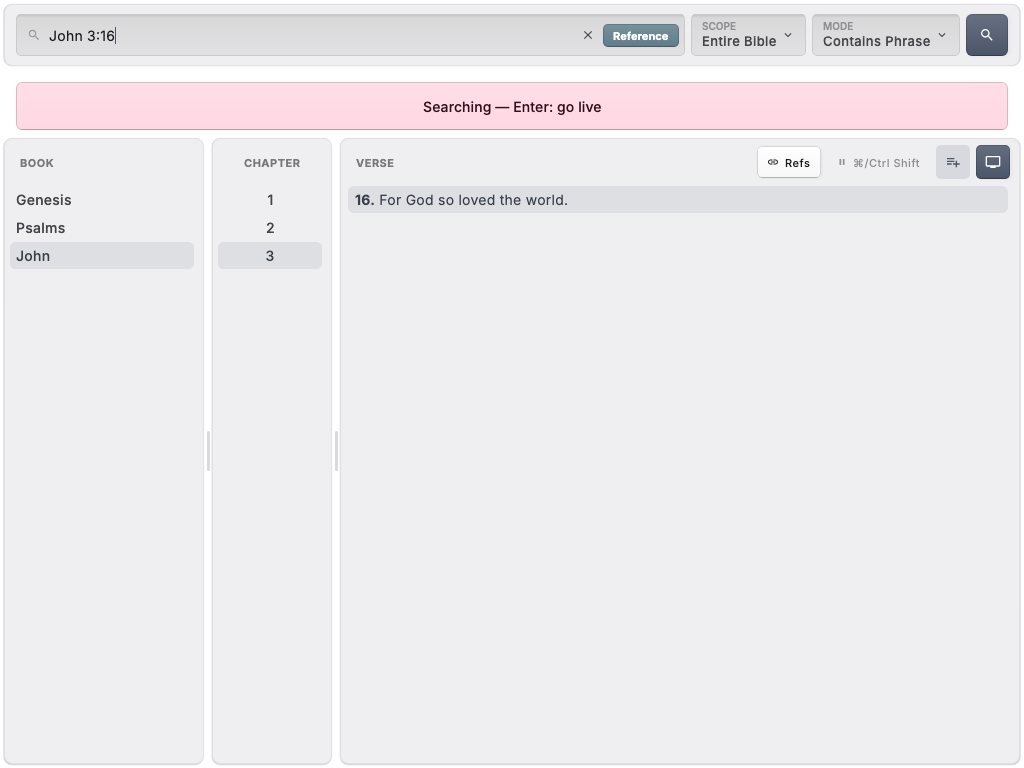 John 3:16
Reference
SCOPE
Entire Bible
MODE
Contains Phrase
Searching — Enter: go live
BOOK
Genesis
Psalms
John
CHAPTER
1
2
3
VERSE
Refs
⌘/Ctrl Shift
16. For God so loved the world.